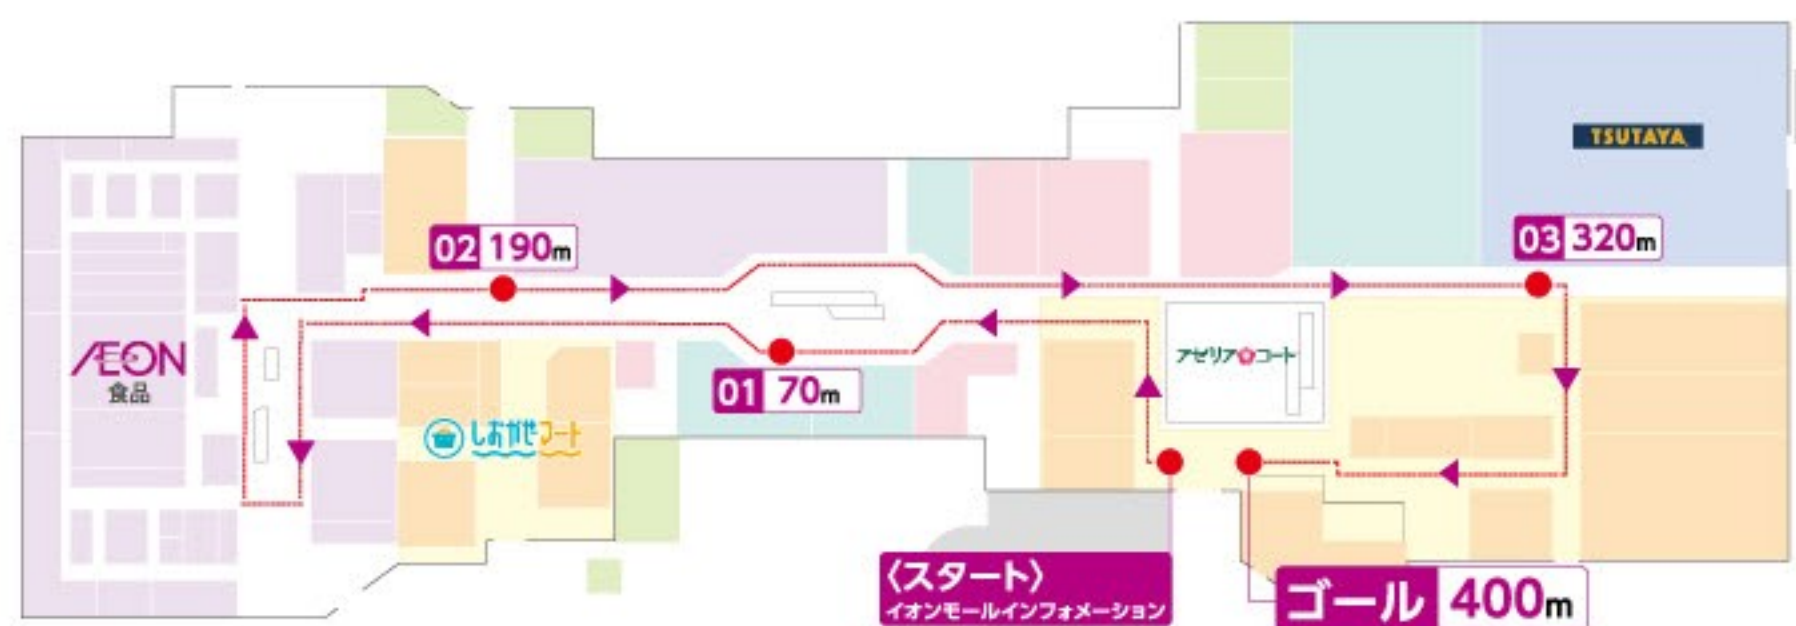 TSUTAYA
02 190m
03 320m
ÆON
食品
アゼリアコート
01 70m
しおかぜコート
〈スタート〉
イオンモールインフォメーション
ゴール 400m